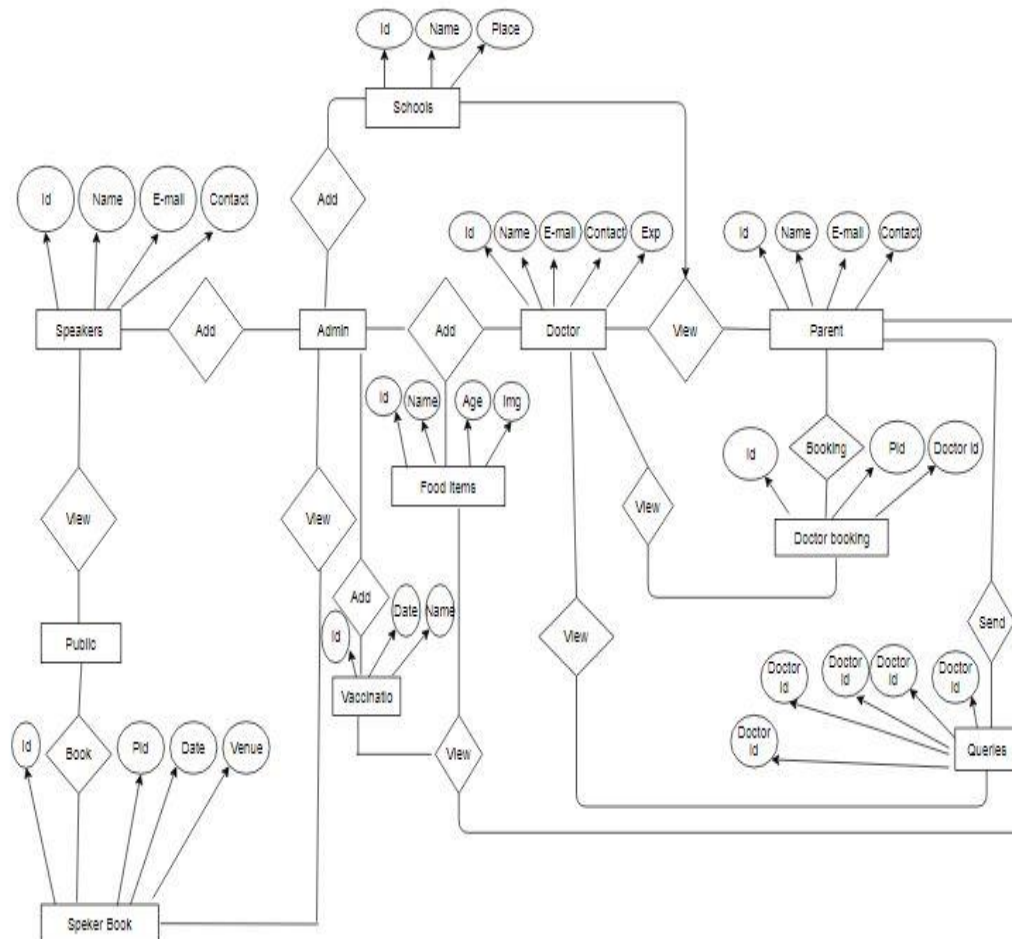 Id
Name
Place
Schools
Id
Name
E-mail
Contact
Add
Id
Name
E-mail
Contact
Exp
Id
Name
E-mail
Contact
Speakers
Add
Admin
Add
Doctor
View
Parent
Id
Name
Age
Img
Booking
Id
Pid
Doctor Id
Food Items
View
View
View
Doctor booking
Add
Date
Name
Id
Public
View
Send
Vaccinatio
Doctor
Id
Doctor
Id
Doctor
Id
Doctor
Id
Doctor
Id
Id
Book
Pid
Date
Venue
View
Queries
Speker Book